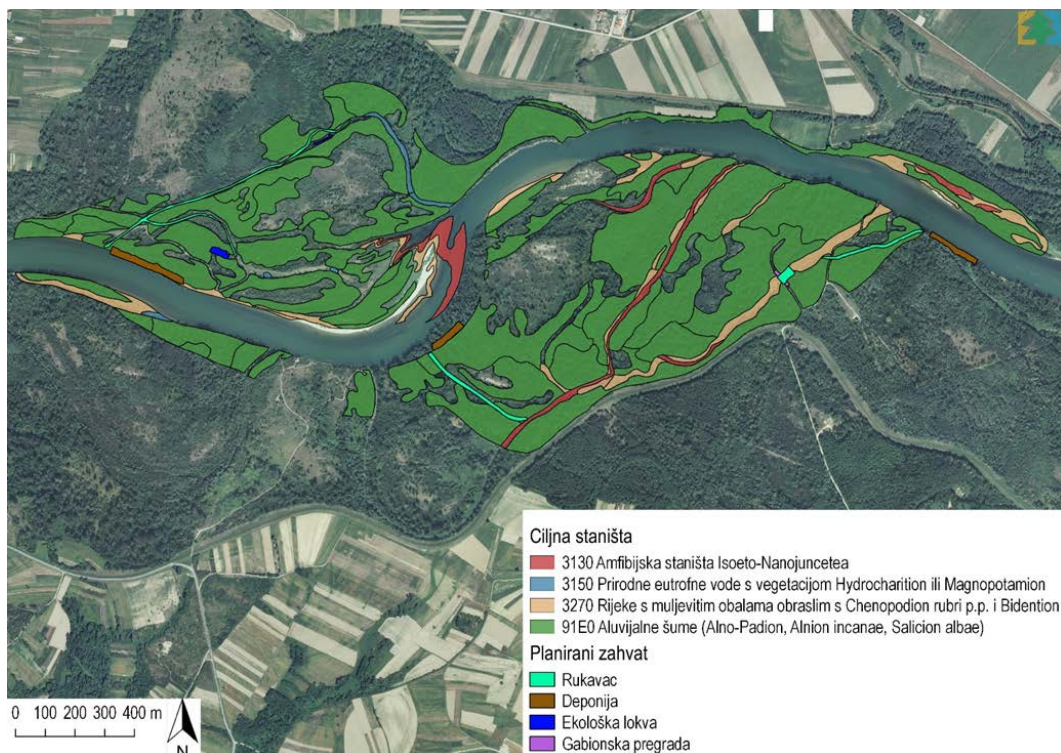 Ciljna staništa
3130 Amfibijska staništa Isoeto-Nanojuncetea
3150 Prirodne eutrofne vode s vegetacijom Hydrocharition ili Magnopotamion
3270 Rijeke s muljevitim obalama obraslim s Chenopodion rubri p.p. i Bidention
91E0 Aluvijalne šume (Alno-Padion, Alnion incanae, Salicion albae)
Planirani zahvat
Rukavac
Deponija
Ekološka lokva
Gabionska pregrada
0 100 200 300 400 m
N